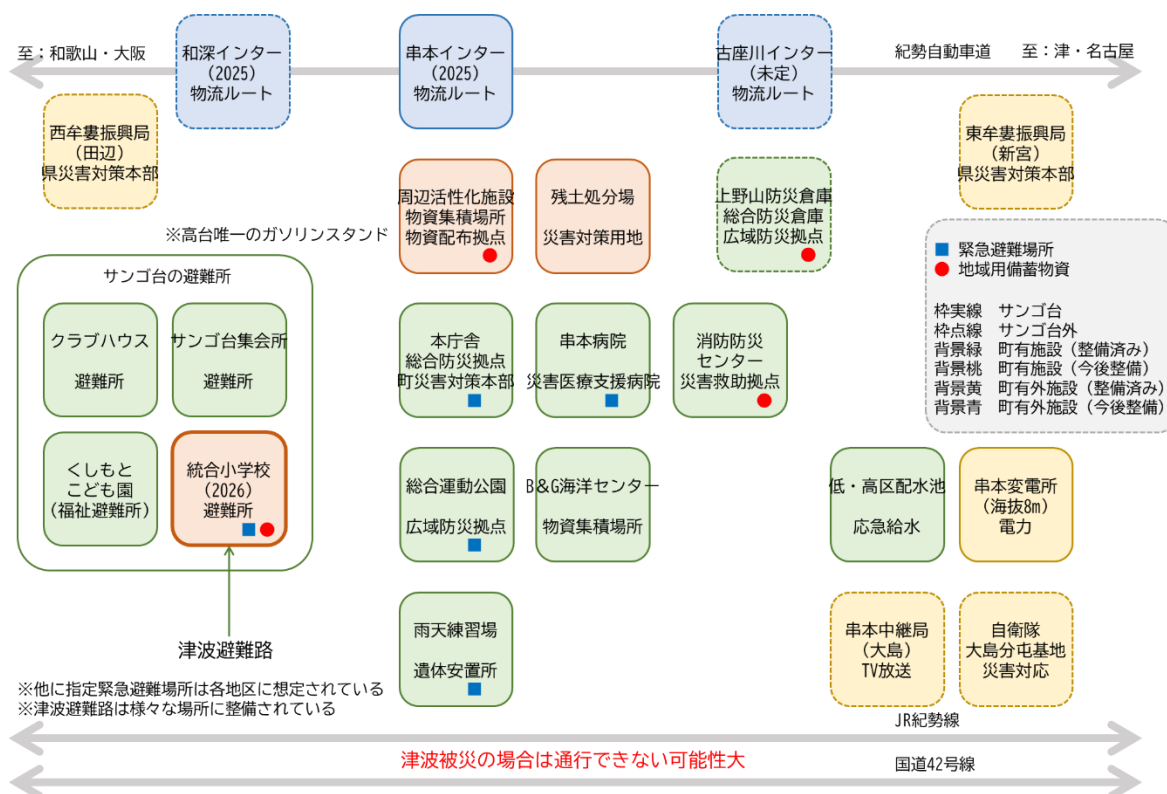 至：和歌山・大阪
和深インター
(2025)
物流ルート
串本インター
(2025)
物流ルート
古座川インター
(未定)
物流ルート
紀勢自動車道　至：津・名古屋
西牟婁振興局
(田辺)
県災害対策本部
東牟婁振興局
(新宮)
県災害対策本部
※高台唯一のガソリンスタンド
周辺活性化施設
物資集積場所
物資配布拠点
残土処分場
災害対策用地
上野山防災倉庫
総合防災倉庫
広域防災拠点
緊急避難場所
地域用備蓄物資
枠実線　サンゴ台
枠点線　サンゴ台外
背景緑　町有施設（整備済み）
背景桃　町有施設（今後整備）
背景黄　町有外施設（整備済み）
背景青　町有外施設（今後整備）
サンゴ台の避難所
クラブハウス
避難所
サンゴ台集会所
避難所
くしもと
こども園
(福祉避難所)
統合小学校
(2026)
避難所
本庁舎
総合防災拠点
町災害対策本部
串本病院
災害医療支援病院
消防防災
センター
災害救助拠点
総合運動公園
広域防災拠点
B＆G海洋センター
物資集積場所
低・高区配水池
応急給水
串本変電所
(海抜8m)
電力
雨天練習場
遺体安置所
串本中継局
(大島)
TV放送
自衛隊
大島分屯基地
災害対応
津波避難路
※他に指定緊急避難場所は各地区に想定されている
※津波避難路は様々な場所に整備されている
JR紀勢線
津波被災の場合は通行できない可能性大
国道42号線